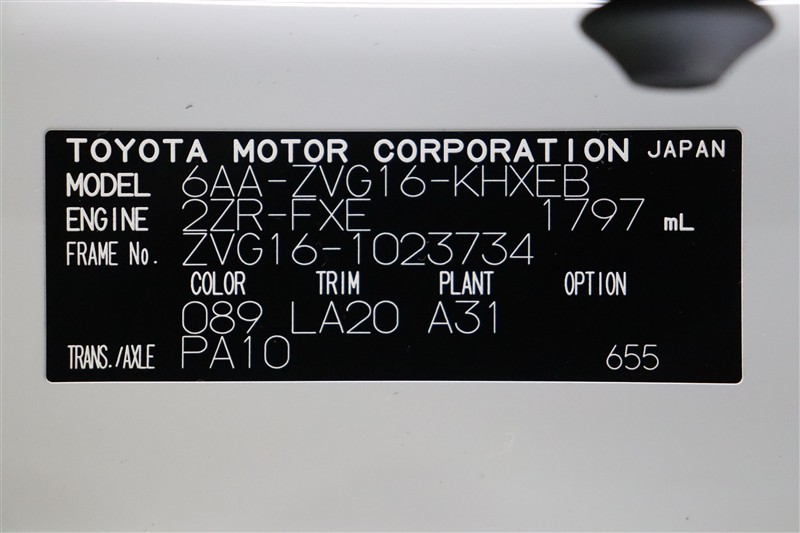 TOYOTA MOTOR CORPORATION JAPAN
MODEL 6AA-ZVG16-KHXEB
ENGINE 2ZR-FXE 1797 mL
FRAME No. ZVG16-1023734
COLOR TRIM PLANT OPTION
089 LA20 A31
TRANS./AXLE PA10 655